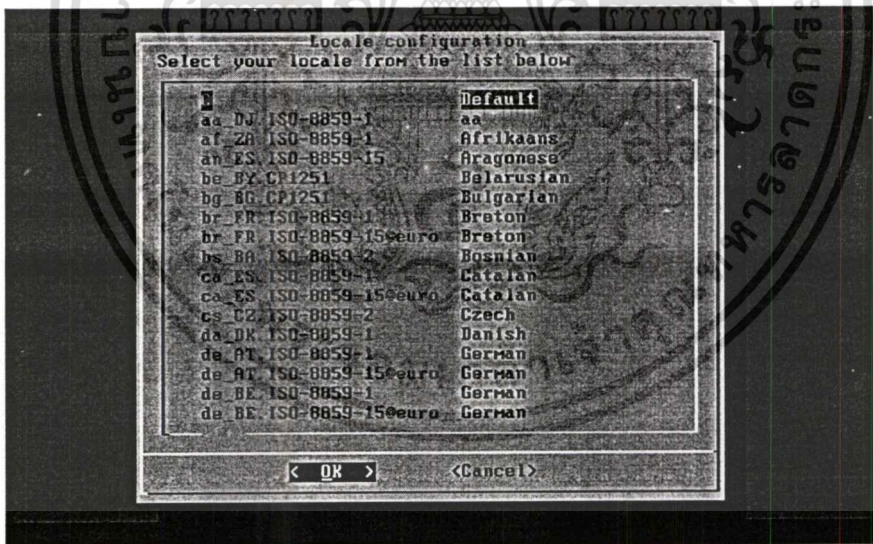 Locale configuration
Select your locale from the list below
Default
aa_DJ.ISO-8859-1 aa
af_ZA.ISO-8859-1 Afrikaans
an_ES.ISO-8859-15 Aragonese
be_BY.CP1251 Belarusian
bg_BG.CP1251 Bulgarian
br_FR.ISO-8859-1 Breton
br_FR.ISO-8859-15@euro Breton
bs_BA.ISO-8859-2 Bosnian
ca_ES.ISO-8859-1 Catalan
ca_ES.ISO-8859-15@euro Catalan
cs_CZ.ISO-8859-2 Czech
da_DK.ISO-8859-1 Danish
de_AT.ISO-8859-1 German
de_AT.ISO-8859-15@euro German
de_BE.ISO-8859-1 German
de_BE.ISO-8859-15@euro German
< OK > <Cancel>